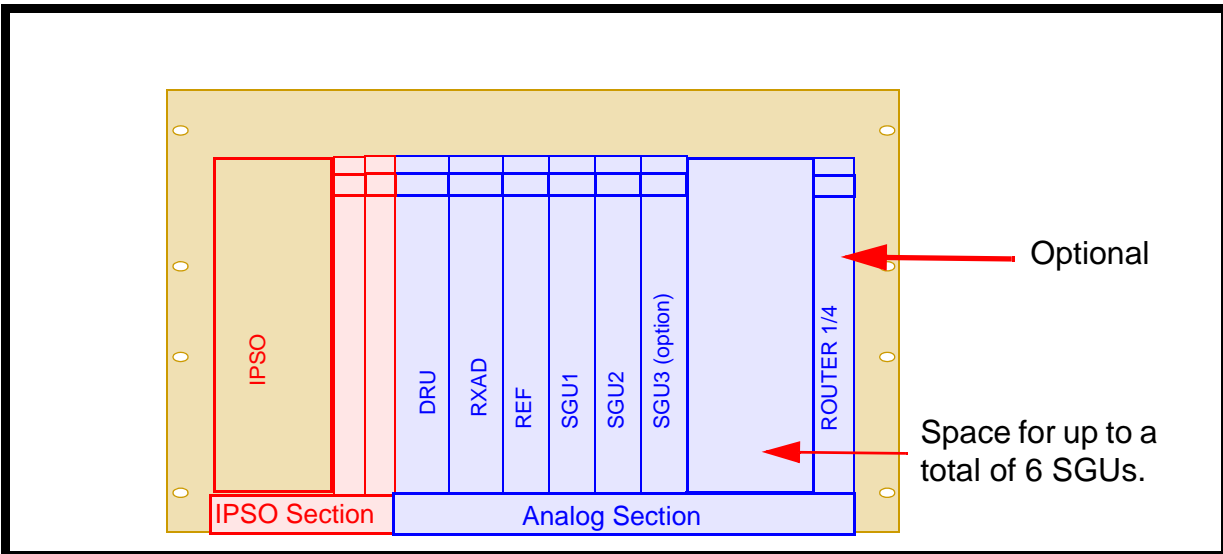 IPSO
DRU
RXAD
REF
SGU1
SGU2
SGU3 (option)
ROUTER 1/4
Optional
Space for up to a
total of 6 SGUs.
IPSO Section
Analog Section